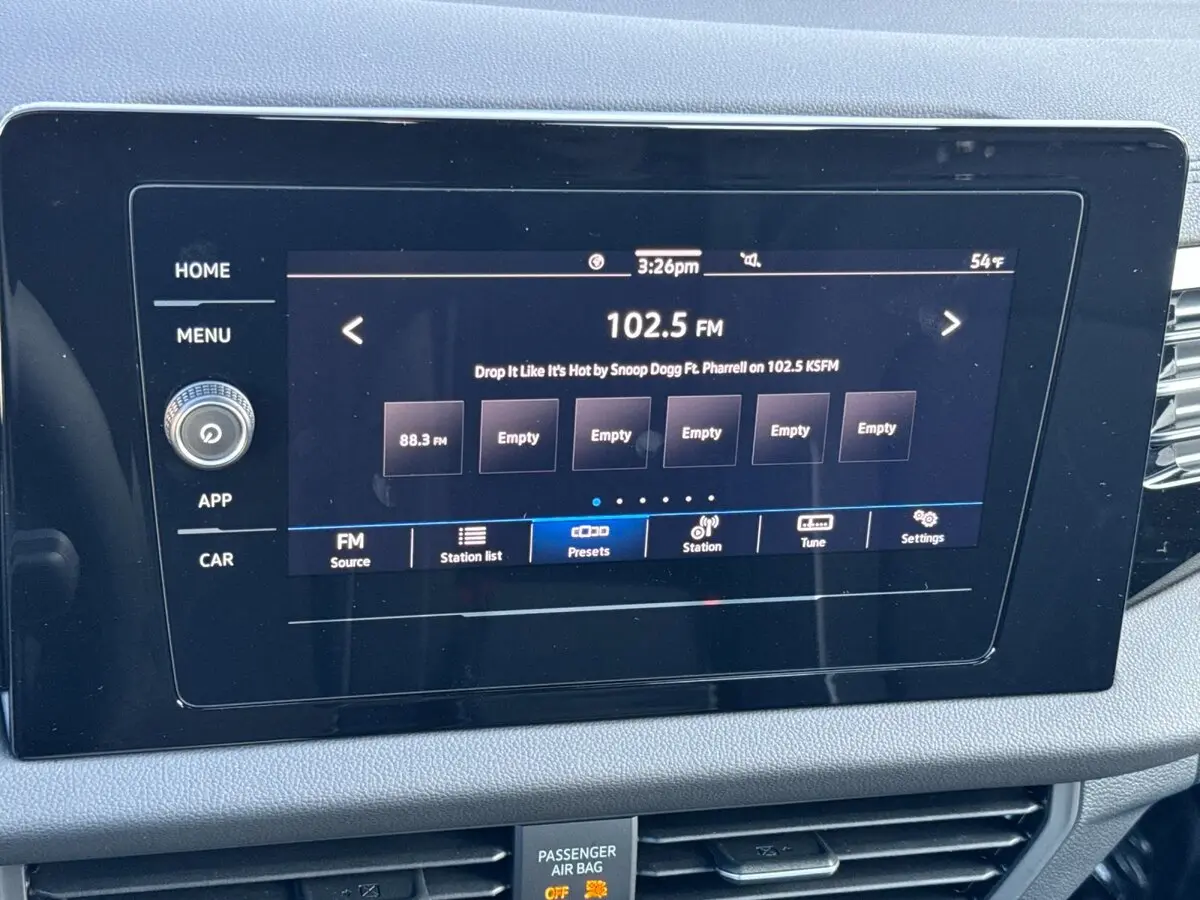 HOME
MENU
APP
CAR
3:26pm
54°F
102.5 FM
Drop It Like It's Hot by Snoop Dogg Ft. Pharrell on 102.5 KSFM
88.3 FM
Empty
Empty
Empty
Empty
Empty
FM
Source
Station list
Presets
Station
Tune
Settings
PASSENGER
AIR BAG
OFF